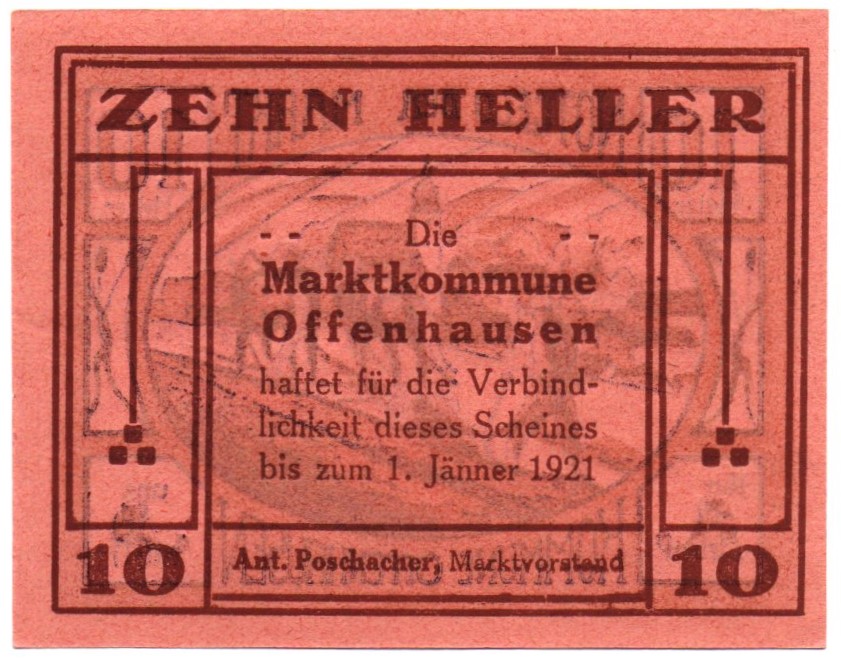 ZEHN HELLER
- - Die - -
Marktkommune
Offenhausen
haftet für die Verbind-
lichkeit dieses Scheines
bis zum 1. Jänner 1921
10 Ant. Poschacher, Marktvorstand 10